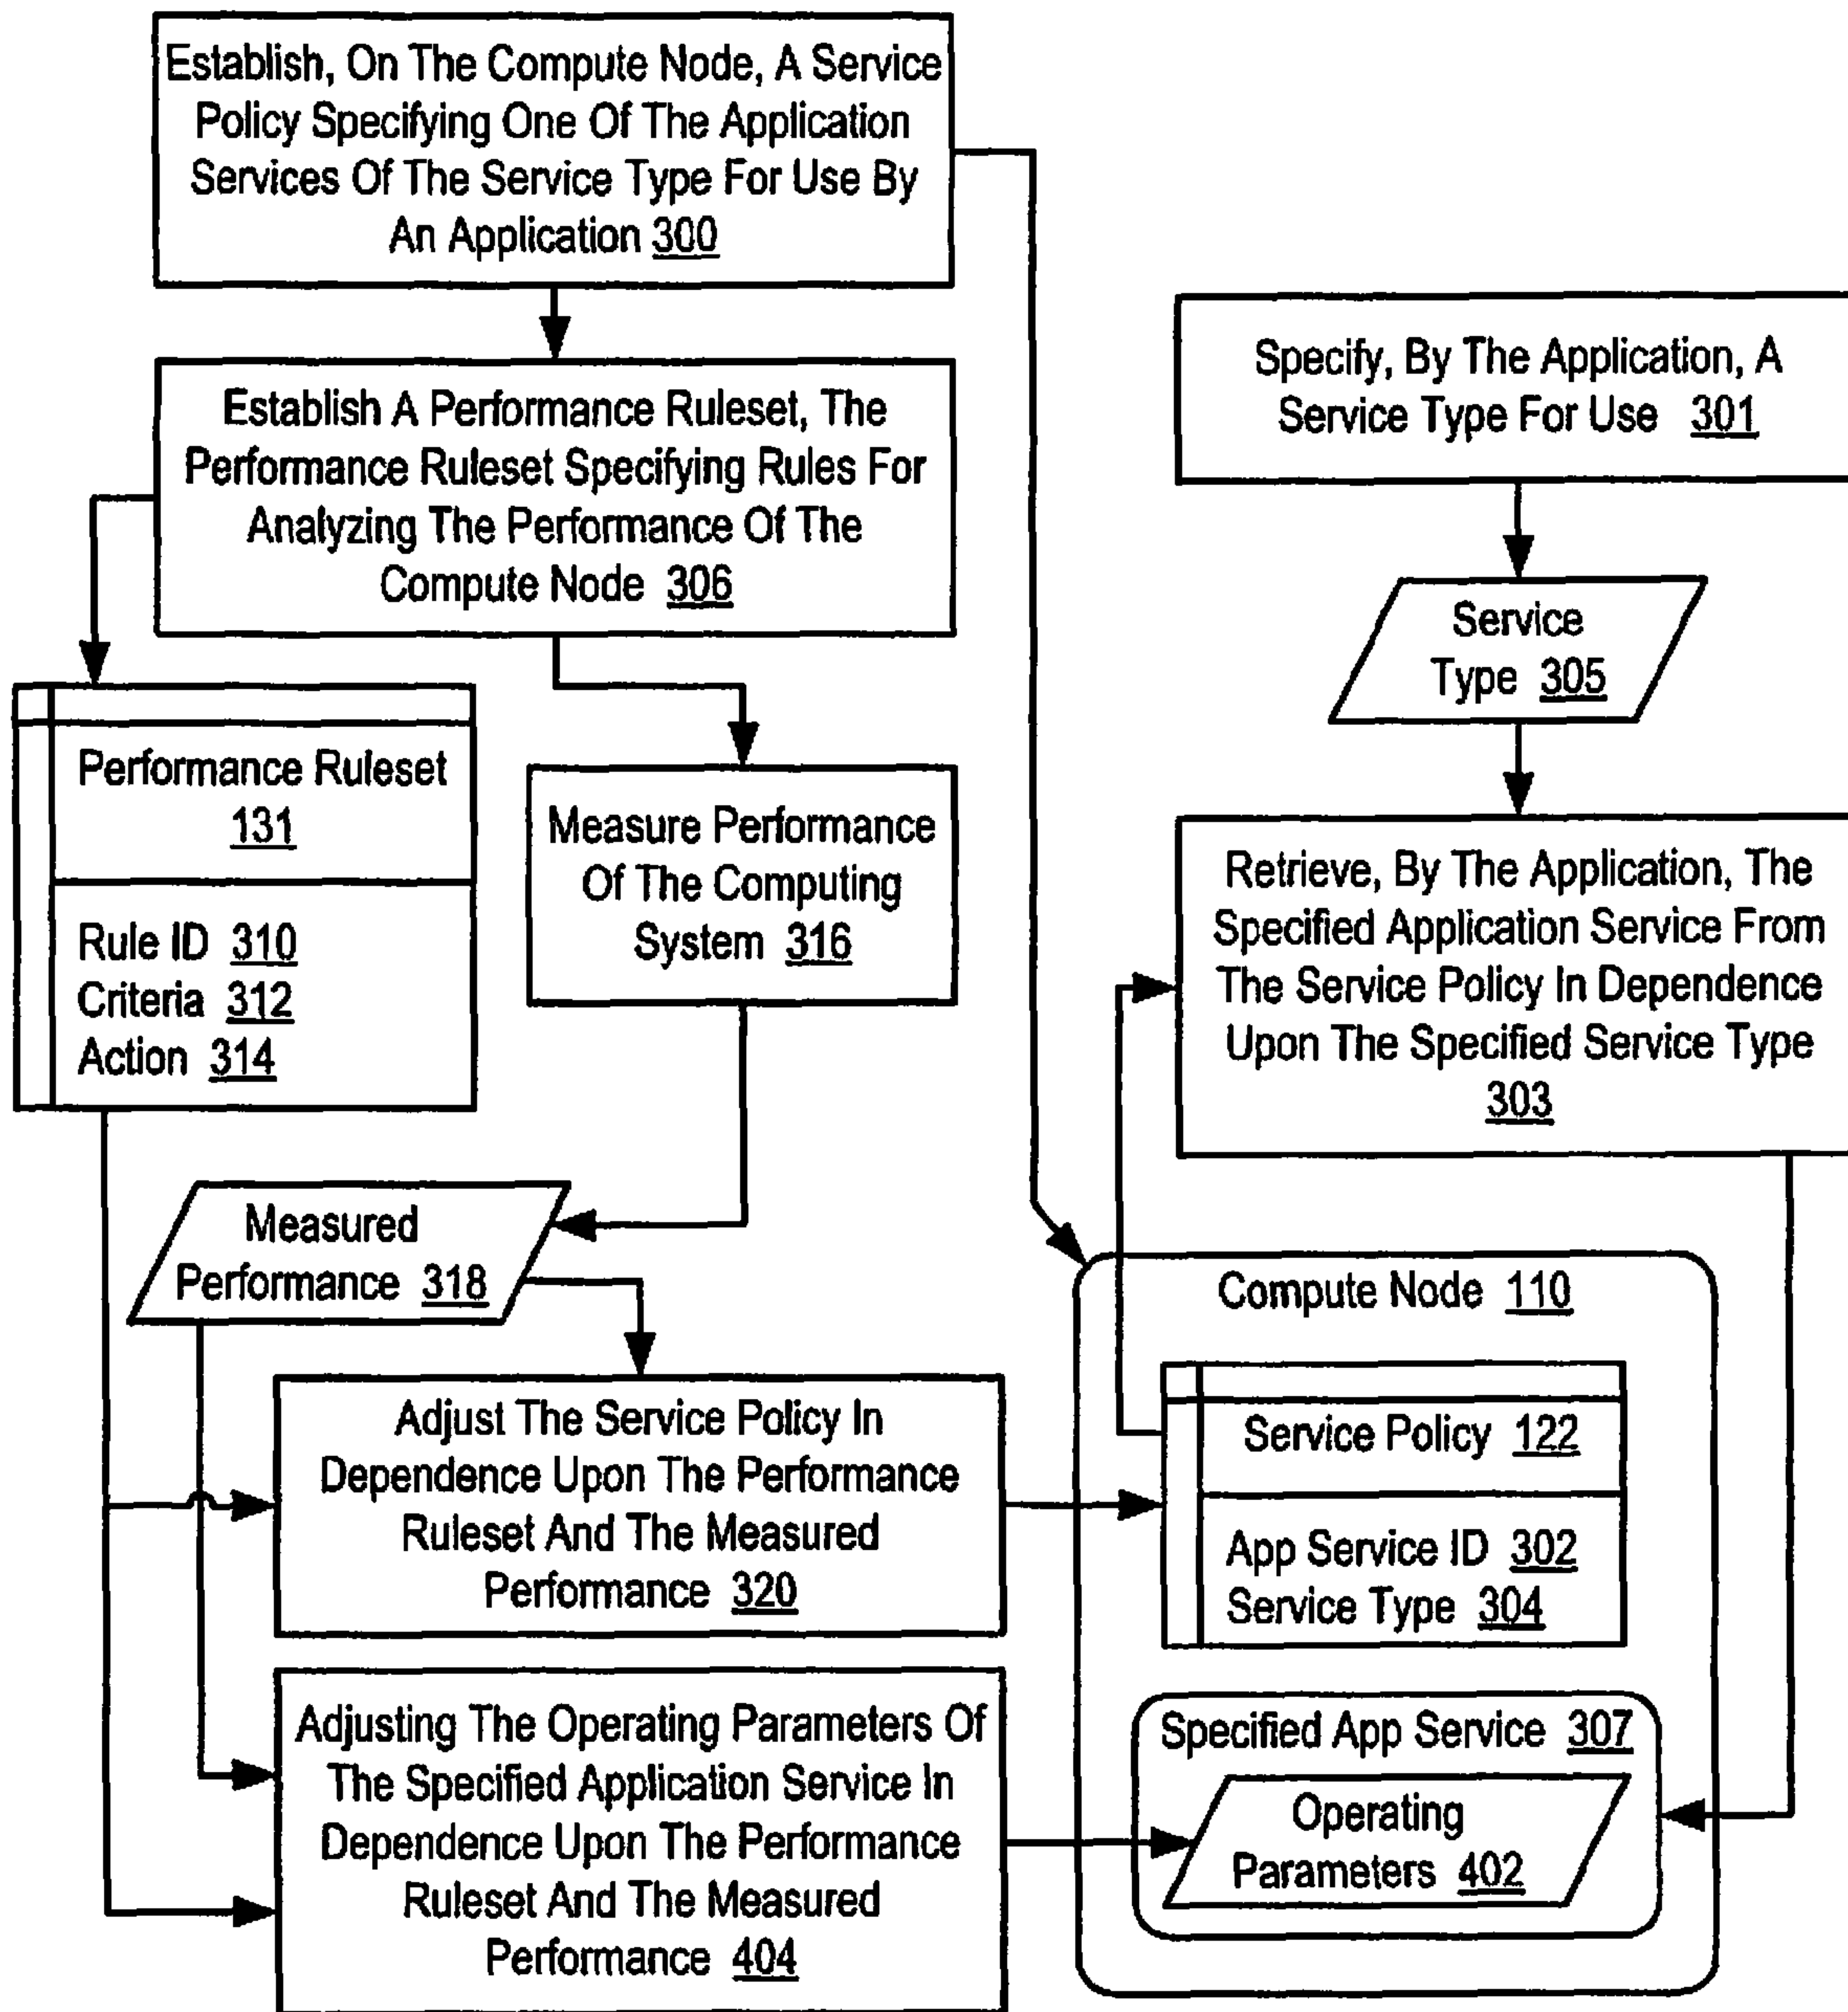 Establish, On The Compute Node, A Service
Policy Specifying One Of The Application
Services Of The Service Type For Use By
An Application 300
Establish A Performance Ruleset, The
Performance Ruleset Specifying Rules For
Analyzing The Performance Of The
Compute Node 306
Specify, By The Application, A
Service Type For Use 301
Service
Type 305
Performance Ruleset
131
Rule ID 310
Criteria 312
Action 314
Measure Performance
Of The Computing
System 316
Retrieve, By The Application, The
Specified Application Service From
The Service Policy In Dependence
Upon The Specified Service Type
303
Measured
Performance 318
Compute Node 110
Adjust The Service Policy In
Dependence Upon The Performance
Ruleset And The Measured
Performance 320
Service Policy 122
App Service ID 302
Service Type 304
Adjusting The Operating Parameters Of
The Specified Application Service In
Dependence Upon The Performance
Ruleset And The Measured
Performance 404
Specified App Service 307
Operating
Parameters 402